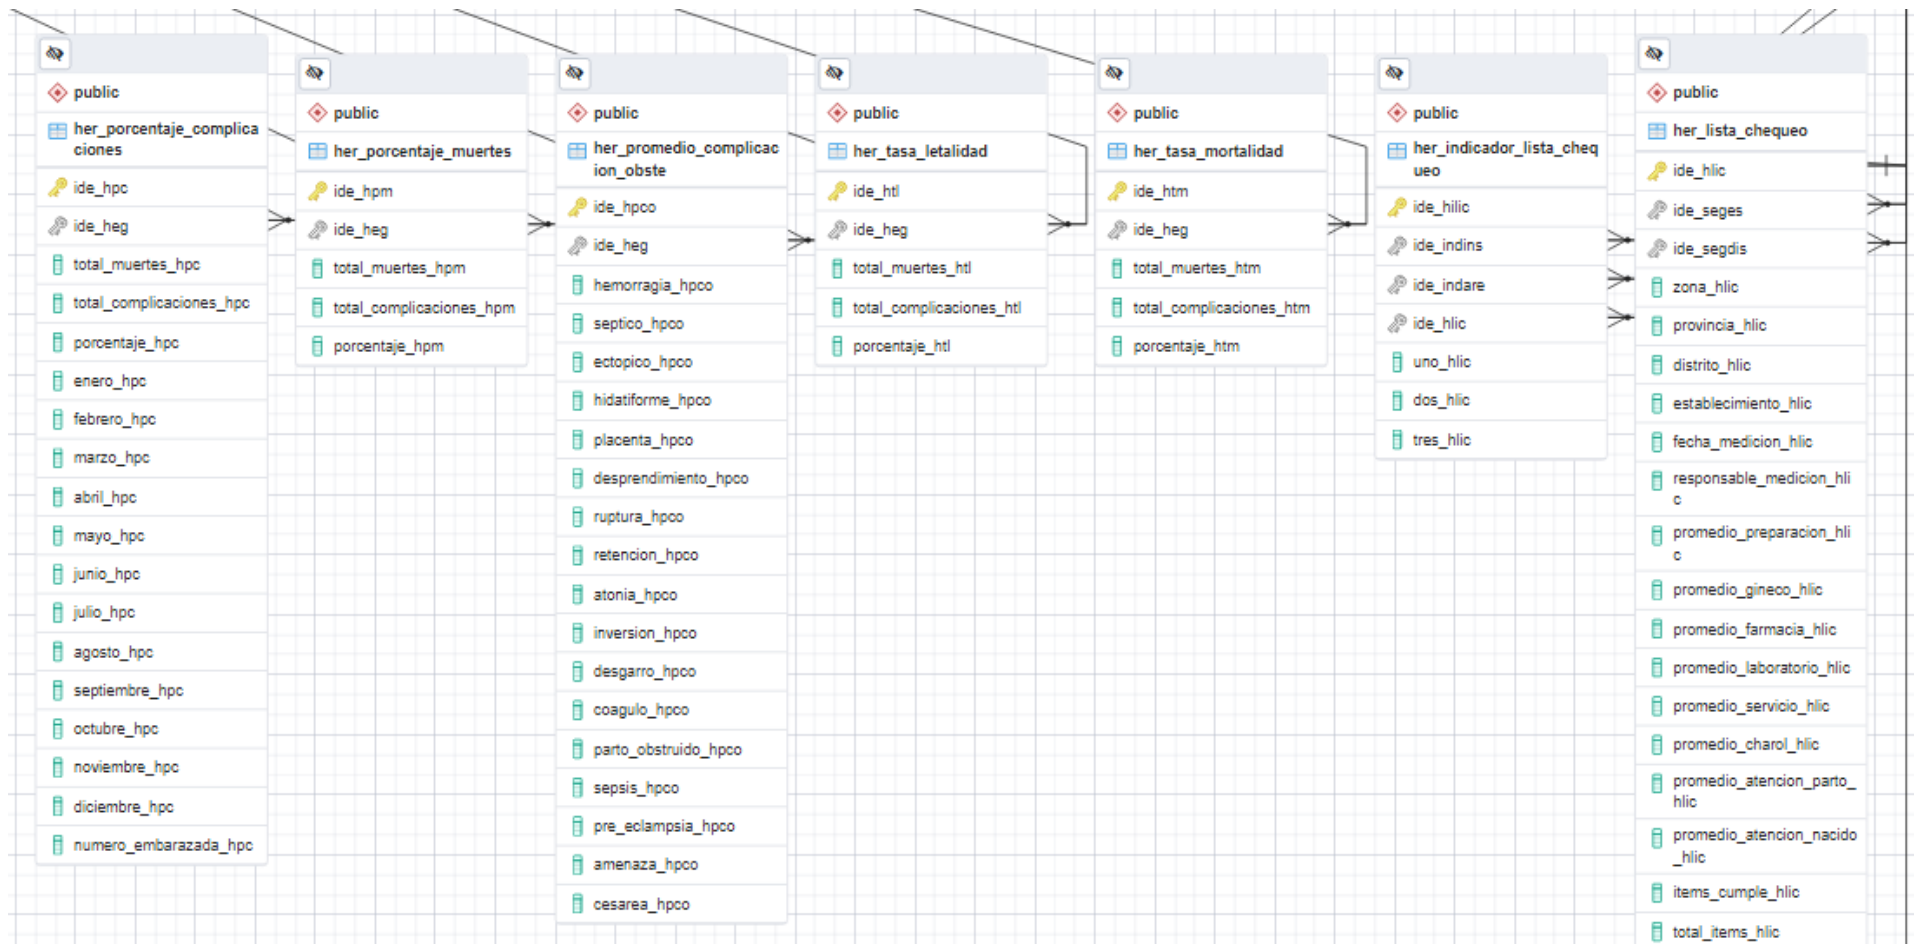 public
her_porcentaje_complica
ciones
ide_hpc
ide_heg
total_muertes_hpc
total_complicaciones_hpc
porcentaje_hpc
enero_hpc
febrero_hpc
marzo_hpc
abril_hpc
mayo_hpc
junio_hpc
julio_hpc
agosto_hpc
septiembre_hpc
octubre_hpc
noviembre_hpc
diciembre_hpc
numero_embarazada_hpc
public
her_porcentaje_muertes
ide_hpm
ide_heg
total_muertes_hpm
total_complicaciones_hpm
porcentaje_hpm
public
her_promedio_complicac
ion_obste
ide_hpco
ide_heg
hemorragia_hpco
septico_hpco
ectopico_hpco
hidatiforme_hpco
placenta_hpco
desprendimiento_hpco
ruptura_hpco
retencion_hpco
atonia_hpco
inversion_hpco
desgarro_hpco
coagulo_hpco
parto_obstruido_hpco
sepsis_hpco
pre_eclampsia_hpco
amenaza_hpco
cesarea_hpco
public
her_tasa_letalidad
ide_htl
ide_heg
total_muertes_htl
total_complicaciones_htl
porcentaje_htl
public
her_tasa_mortalidad
ide_htm
ide_heg
total_muertes_htm
total_complicaciones_htm
porcentaje_htm
public
her_indicador_lista_cheq
ueo
ide_hilic
ide_indins
ide_indare
ide_hlic
uno_hlic
dos_hlic
tres_hlic
public
her_lista_chequeo
ide_hlic
ide_seges
ide_segdis
zona_hlic
provincia_hlic
distrito_hlic
establecimiento_hlic
fecha_medicion_hlic
responsable_medicion_hli
c
promedio_preparacion_hli
c
promedio_gineco_hlic
promedio_farmacia_hlic
promedio_laboratorio_hlic
promedio_servicio_hlic
promedio_charol_hlic
promedio_atencion_parto_
hlic
promedio_atencion_nacido
_hlic
items_cumple_hlic
total_items_hlic